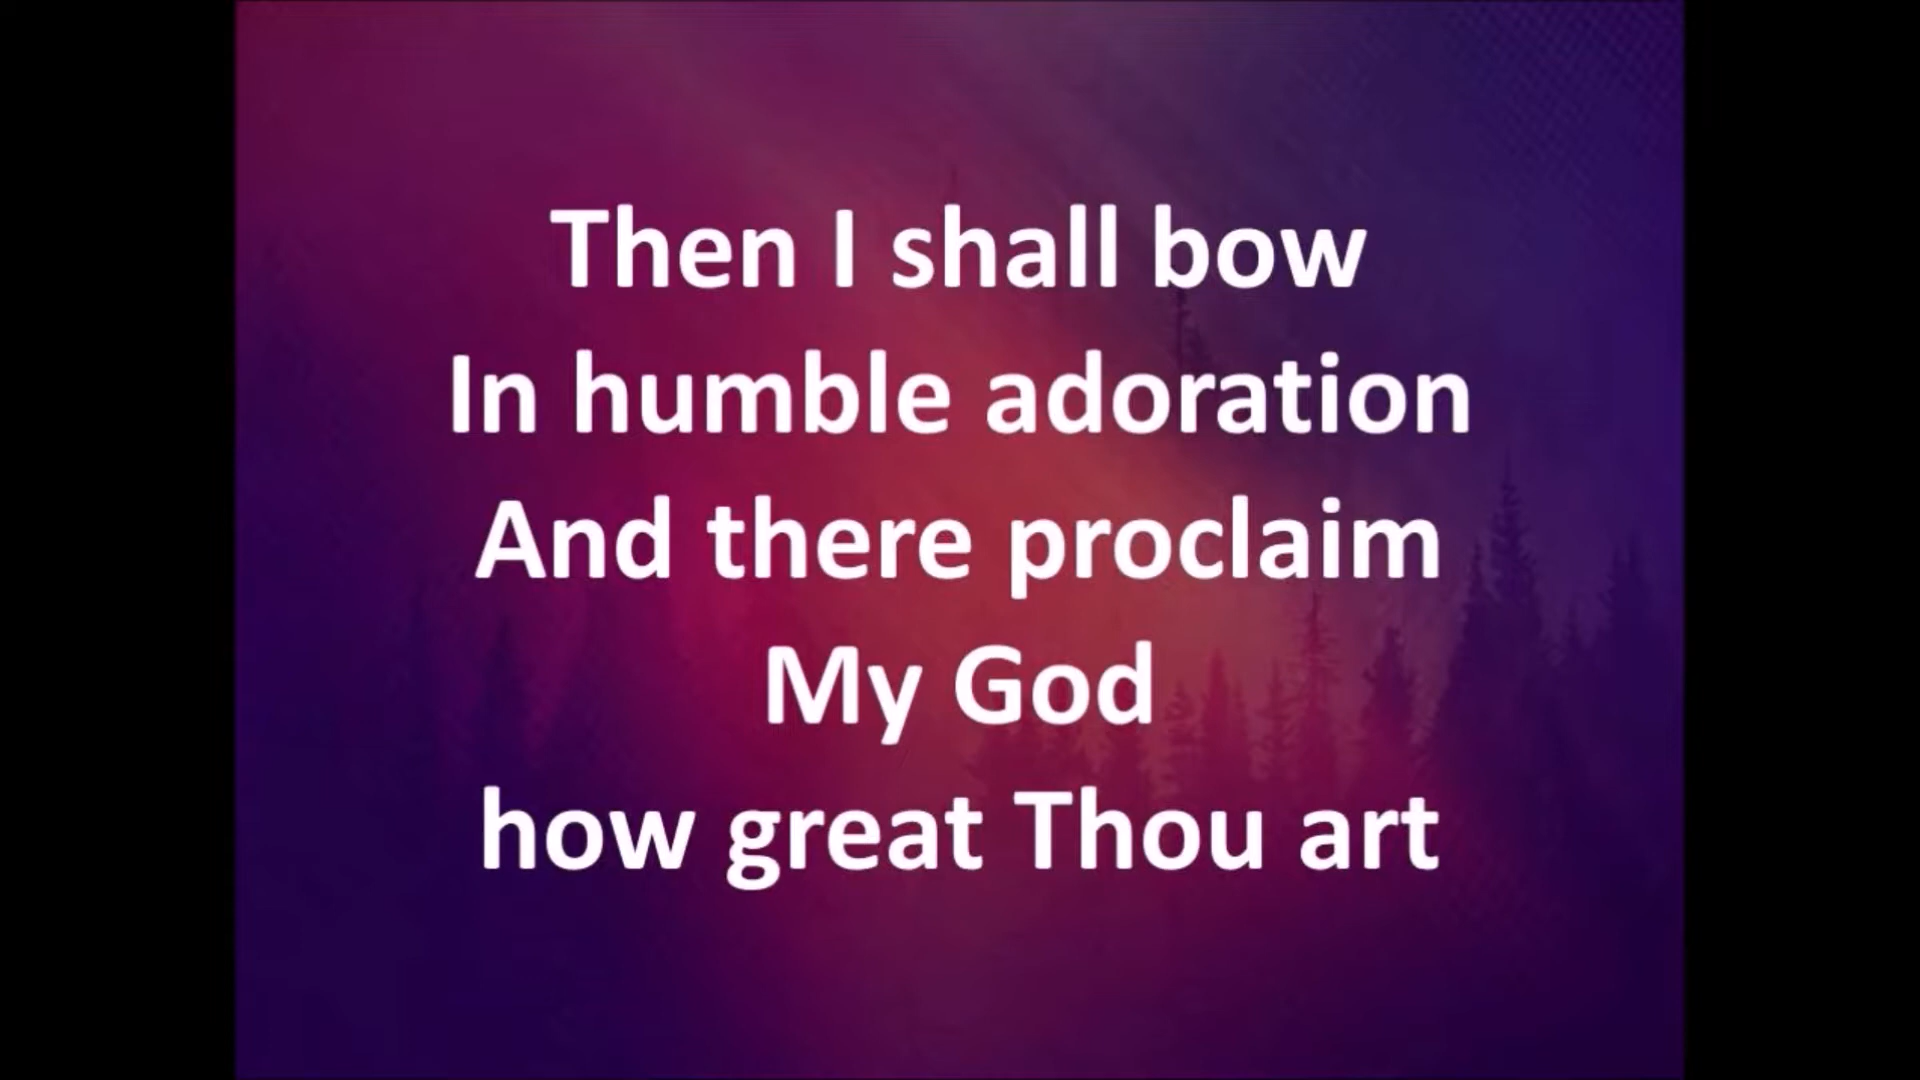 Then I shall bow
In humble adoration
And there proclaim
My God
how great Thou art